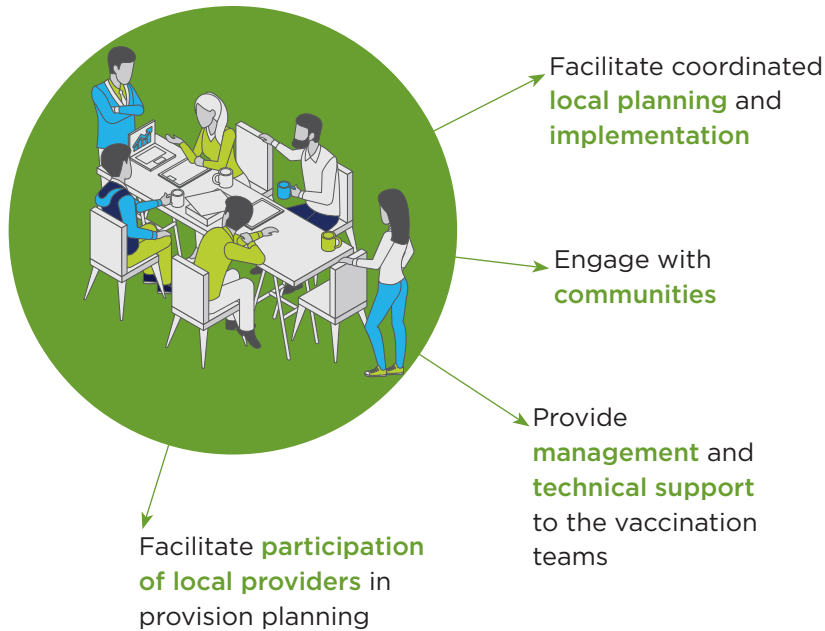 Facilitate coordinated
local planning and
implementation
Engage with
communities
Provide
management and
technical support
to the vaccination
teams
Facilitate participation
of local providers in
provision planning